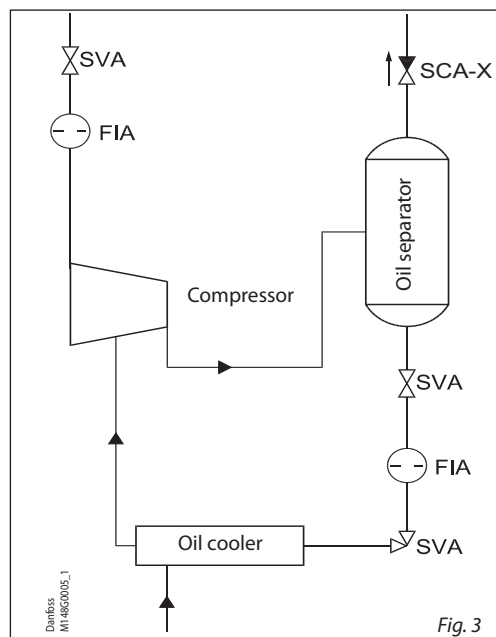 SVA
SCA-X
FIA
Oil separator
Compressor
SVA
FIA
Oil cooler
SVA
Danfoss
M148G0005_1
Fig. 3